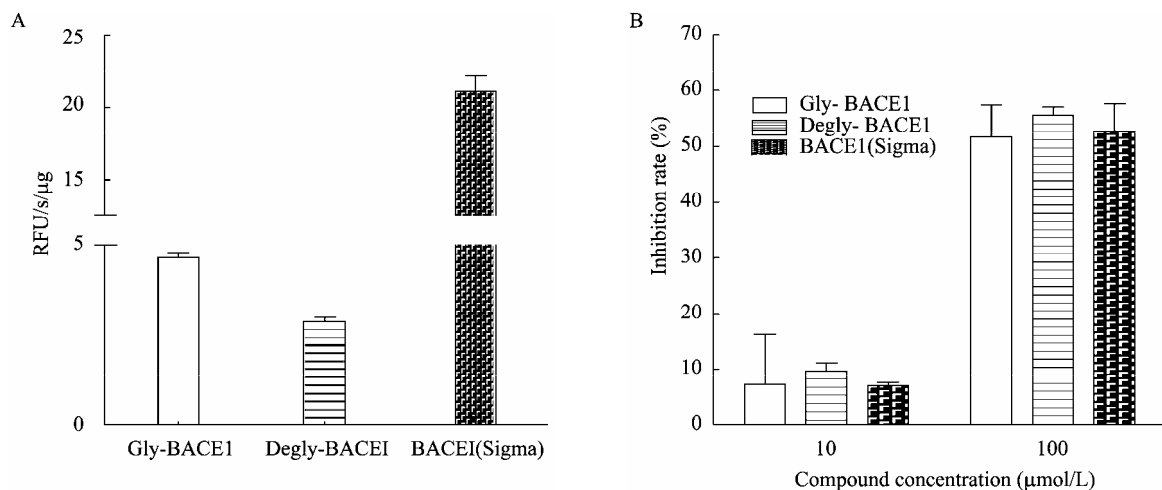 A
25
20
15
5
0
RFU/s/μg
Gly-BACE1
Degly-BACEI
BACEI(Sigma)
B
70
60
50
40
30
20
10
0
Inhibition rate (%)
Gly- BACE1
Degly- BACE1
BACE1(Sigma)
10
100
Compound concentration (μmol/L)